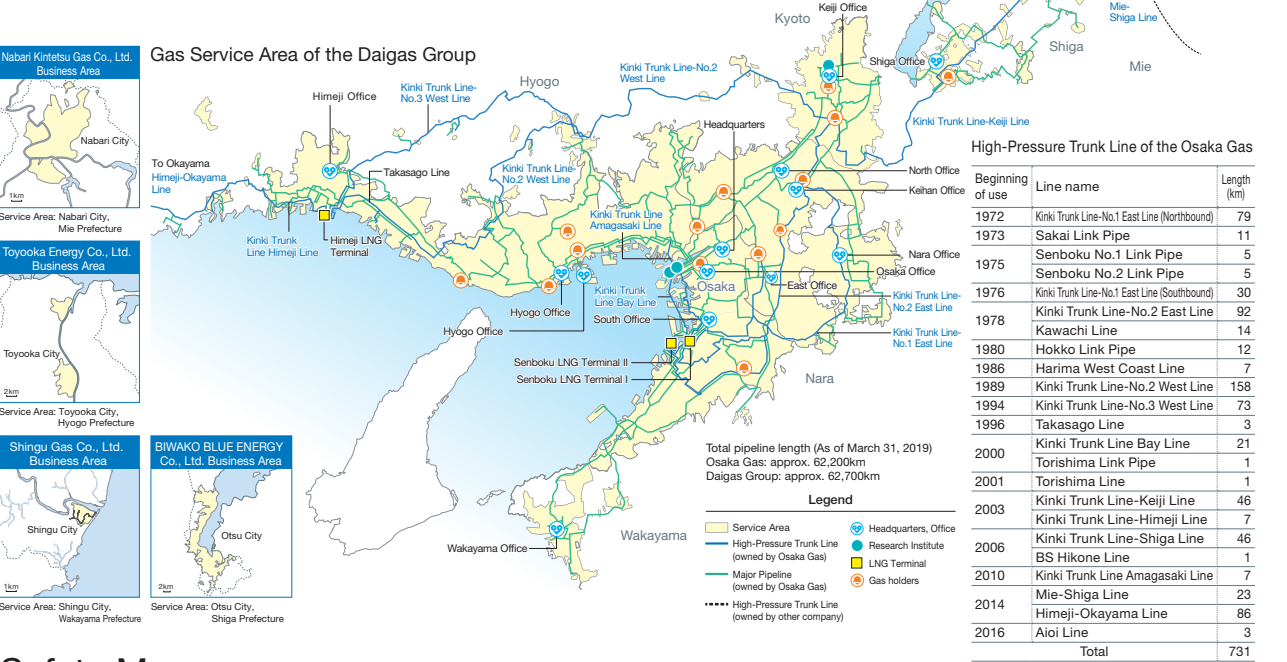 Gas Service Area of the Daigas Group
Nabari Kintetsu Gas Co., Ltd.
Business Area
Nabari City
1km
Service Area: Nabari City,
Mie Prefecture
Toyooka Energy Co., Ltd.
Business Area
Toyooka City
2km
Service Area: Toyooka City,
Hyogo Prefecture
Shingu Gas Co., Ltd.
Business Area
Shingu City
1km
Service Area: Shingu City,
Wakayama Prefecture
BIWAKO BLUE ENERGY
Co., Ltd. Business Area
Otsu City
2km
Service Area: Otsu City,
Shiga Prefecture
Kyoto
Keiji Office
Mie-
Shiga Line
Shiga
Shiga Office
Mie
Hyogo
Kinki Trunk Line-No.2
West Line
Kinki Trunk Line-
No.3 West Line
Himeji Office
Headquarters
Kinki Trunk Line-Keiji Line
To Okayama
Himeji-Okayama
Line
Takasago Line
Kinki Trunk Line-
No.2 West Line
North Office
Keihan Office
Kinki Trunk Line
Amagasaki Line
Kinki Trunk
Line Himeji Line
Himeji LNG
Terminal
Nara Office
Osaka Office
East Office
Osaka
Kinki Trunk
Line Bay Line
Kinki Trunk Line-
No.2 East Line
Hyogo Office
South Office
Hyogo Office
Kinki Trunk Line-
No.1 East Line
Senboku LNG Terminal II
Senboku LNG Terminal I
Nara
Wakayama Office
Wakayama
Total pipeline length (As of March 31, 2019)
Osaka Gas: approx. 62,200km
Daigas Group: approx. 62,700km
Legend
Service Area
High-Pressure Trunk Line
(owned by Osaka Gas)
Major Pipeline
(owned by Osaka Gas)
High-Pressure Trunk Line
(owned by other company)
Headquarters, Office
Research Institute
LNG Terminal
Gas holders
High-Pressure Trunk Line of the Osaka Gas
Beginning of use Line name Length (km)
1972 Kinki Trunk Line-No.1 East Line (Northbound) 79
1973 Sakai Link Pipe 11
1975 Senboku No.1 Link Pipe 5
Senboku No.2 Link Pipe 5
1976 Kinki Trunk Line-No.1 East Line (Southbound) 30
1978 Kinki Trunk Line-No.2 East Line 92
Kawachi Line 14
1980 Hokko Link Pipe 12
1986 Harima West Coast Line 7
1989 Kinki Trunk Line-No.2 West Line 158
1994 Kinki Trunk Line-No.3 West Line 73
1996 Takasago Line 3
2000 Kinki Trunk Line Bay Line 21
Torishima Link Pipe 1
2001 Torishima Line 1
2003 Kinki Trunk Line-Keiji Line 46
Kinki Trunk Line-Himeji Line 7
2006 Kinki Trunk Line-Shiga Line 46
BS Hikone Line 1
2010 Kinki Trunk Line Amagasaki Line 7
2014 Mie-Shiga Line 23
Himeji-Okayama Line 86
2016 Aioi Line 3
Total 731